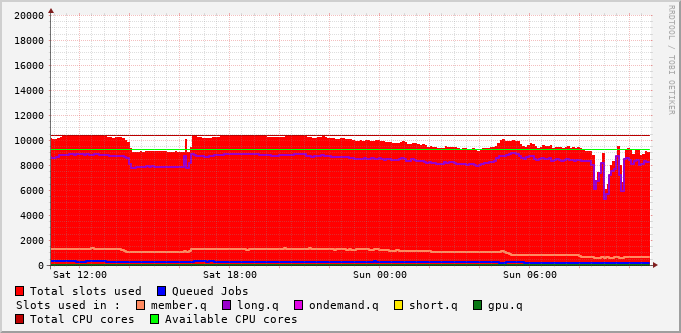 20000
18000
16000
14000
12000
10000
8000
6000
4000
2000
0
Sat 12:00 Sat 18:00 Sun 00:00 Sun 06:00
RRDTOOL / TOBI OETIKER
Total slots used Queued Jobs
Slots used in : member.q long.q ondemand.q short.q gpu.q
Total CPU cores Available CPU cores